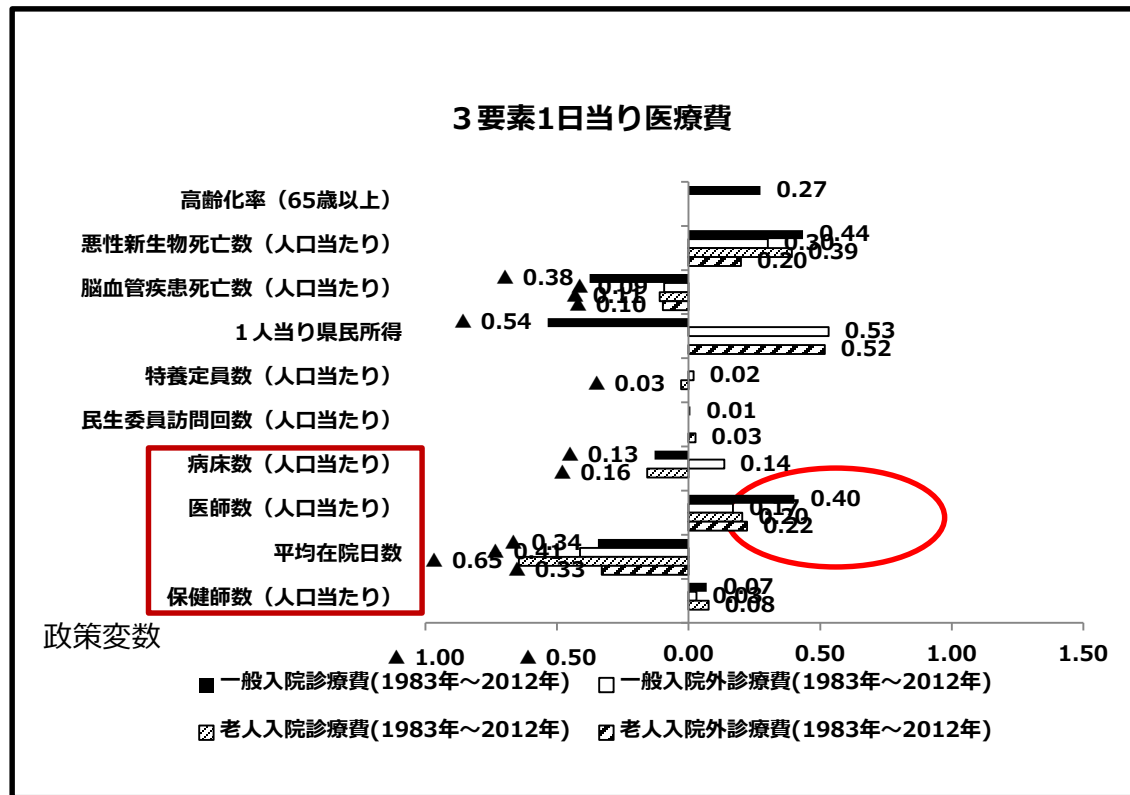 ３要素1日当り医療費
高齢化率（65歳以上）
0.27
悪性新生物死亡数（人口当たり）
0.44
0.30
0.39
0.20
脳血管疾患死亡数（人口当たり）
▲ 0.38
▲ 0.09
▲ 0.11
▲ 0.10
１人当り県民所得
▲ 0.54
0.53
0.52
特養定員数（人口当たり）
0.02
▲ 0.03
民生委員訪問回数（人口当たり）
0.01
0.03
病床数（人口当たり）
▲ 0.13
0.14
▲ 0.16
医師数（人口当たり）
0.40
0.17
0.20
0.22
平均在院日数
▲ 0.34
▲ 0.41
▲ 0.65
▲ 0.33
保健師数（人口当たり）
0.07
0.03
0.08
政策変数
▲ 1.00 ▲ 0.50 0.00 0.50 1.00 1.50
一般入院診療費(1983年～2012年) 一般入院外診療費(1983年～2012年)
老人入院診療費(1983年～2012年) 老人入院外診療費(1983年～2012年)